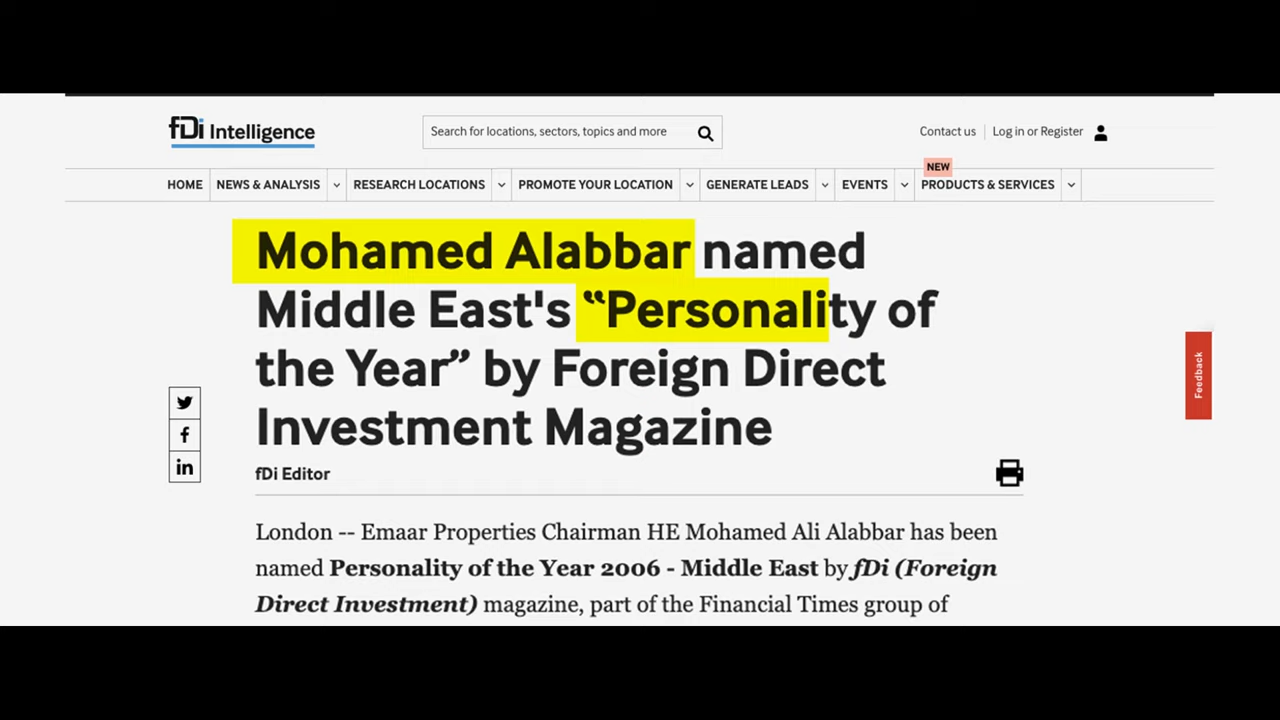 fDi Intelligence
Search for locations, sectors, topics and more
Contact us
Log in or Register
NEW
HOME
NEWS & ANALYSIS
RESEARCH LOCATIONS
PROMOTE YOUR LOCATION
GENERATE LEADS
EVENTS
PRODUCTS & SERVICES
Mohamed Alabbar named
Middle East's “Personality of
the Year” by Foreign Direct
Investment Magazine
Feedback
fDi Editor
London -- Emaar Properties Chairman HE Mohamed Ali Alabbar has been
named Personality of the Year 2006 - Middle East by fDi (Foreign
Direct Investment) magazine, part of the Financial Times group of